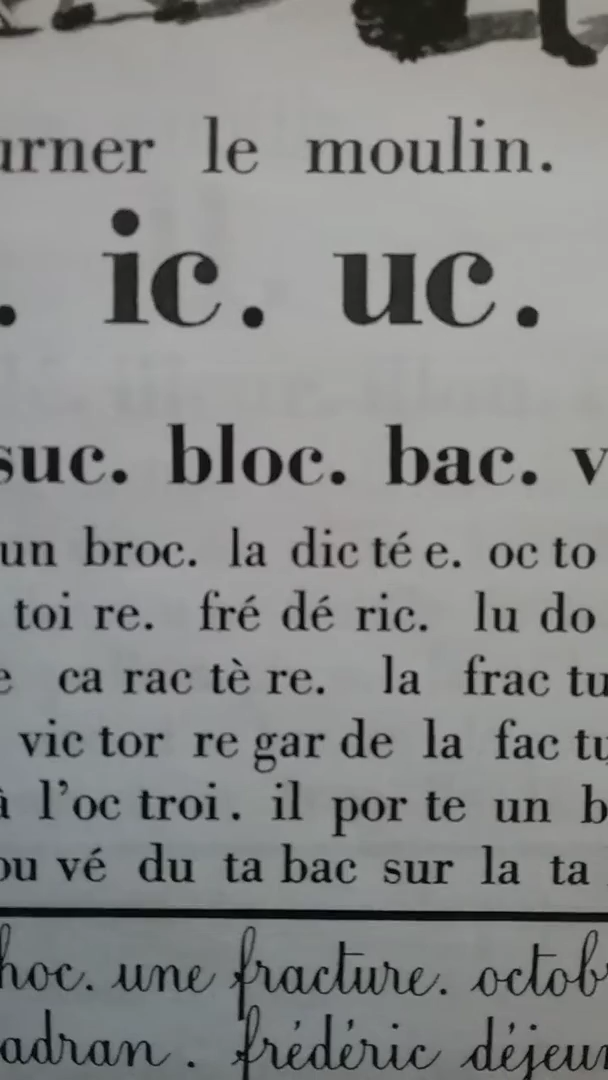 urner le moulin.
. ic. uc.
suc. bloc. bac. v
un broc. la dic té e. oc to
toi re. fré dé ric. lu do
e ca rac tè re. la frac tu
vic tor re gar de la fac tu
à l'oc troi. il por te un b
ou vé du ta bac sur la ta
hoc. une fracture. octob
adran. frédéric déjeun